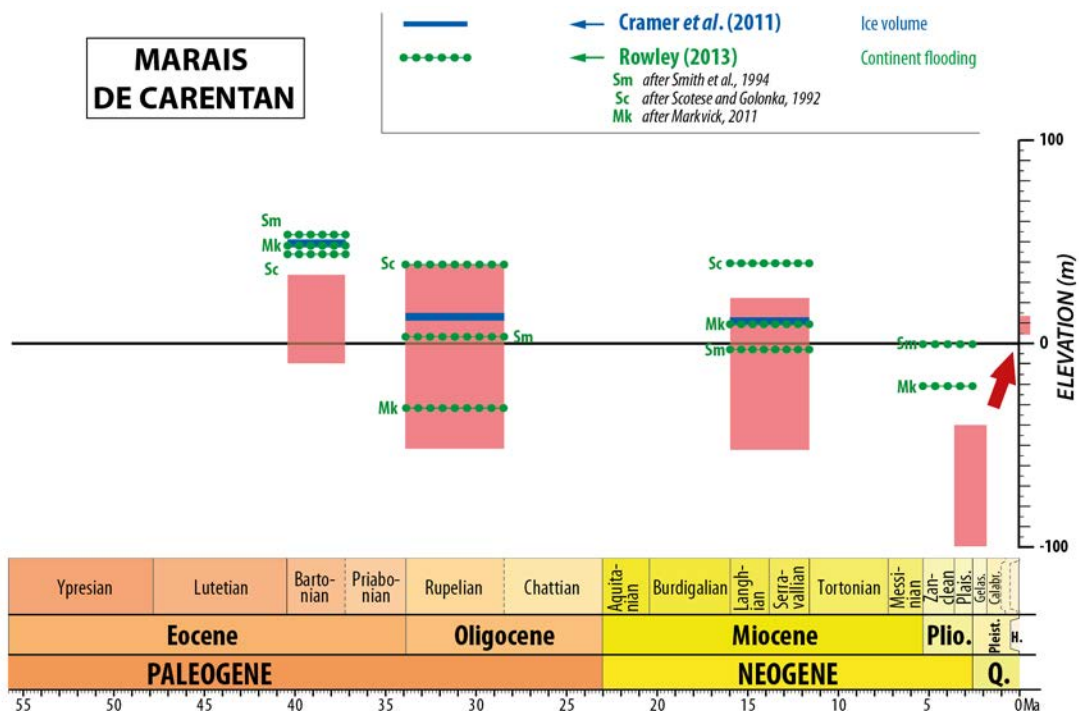 MARAIS
DE CARENTAN
Cramer et al. (2011) Ice volume
Rowley (2013) Continent flooding
Sm after Smith et al., 1994
Sc after Scotese and Golonka, 1992
Mk after Markvick, 2011
100
0
-100
ELEVATION (m)
Sm
Mk
Sc
Sc
Sm
Mk
Sc
Mk
Sm
Sm
Mk
Ypresian
Lutetian
Barto-
nian
Priabo-
nian
Rupelian
Chattian
Aquita-
nian
Burdigalian
Langh-
ian
Serra-
vallian
Tortonian
Messi-
nian
Zan-
clean
Plais.
Gelas.
Calabr.
Eocene
Oligocene
Miocene
Plio.
Pleist.
H.
PALEOGENE
NEOGENE
Q.
55 50 45 40 35 30 25 20 15 10 5 0 Ma